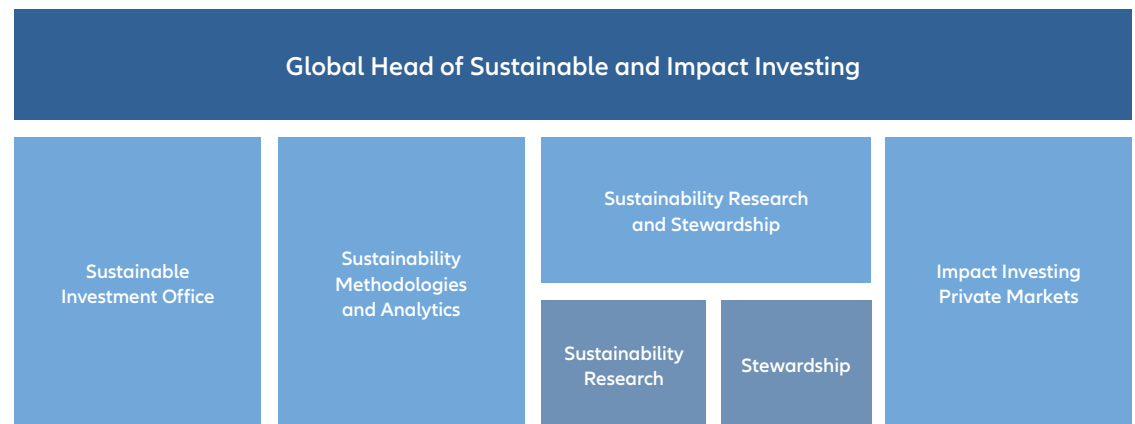 Global Head of Sustainable and Impact Investing
Sustainable
Investment Office
Sustainability
Methodologies
and Analytics
Sustainability Research
and Stewardship
Sustainability
Research
Stewardship
Impact Investing
Private Markets